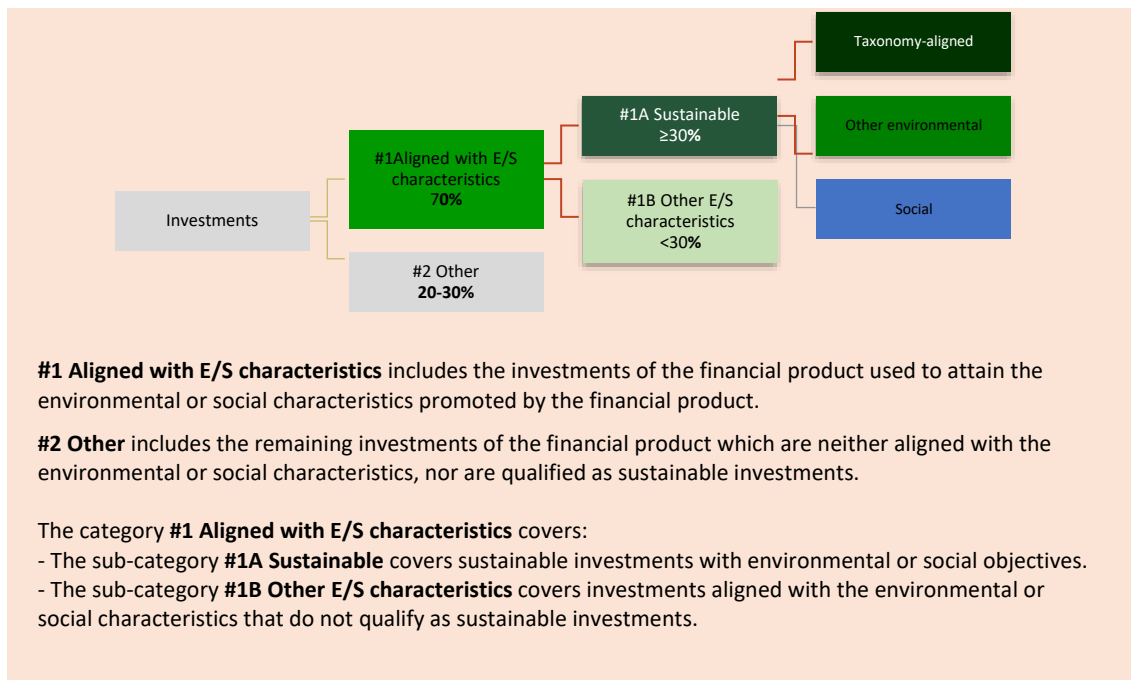 Taxonomy-aligned
#1A Sustainable
≥30%
Other environmental
#1Aligned with E/S
characteristics
70%
#1B Other E/S
characteristics
<30%
Social
Investments
#2 Other
20-30%
#1 Aligned with E/S characteristics includes the investments of the financial product used to attain the
environmental or social characteristics promoted by the financial product.
#2 Other includes the remaining investments of the financial product which are neither aligned with the
environmental or social characteristics, nor are qualified as sustainable investments.
The category #1 Aligned with E/S characteristics covers:
- The sub-category #1A Sustainable covers sustainable investments with environmental or social objectives.
- The sub-category #1B Other E/S characteristics covers investments aligned with the environmental or
social characteristics that do not qualify as sustainable investments.